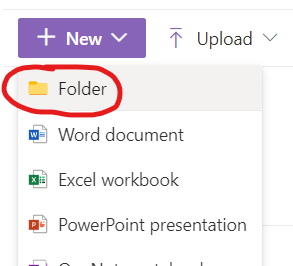 + New
Upload
Folder
Word document
Excel workbook
PowerPoint presentation